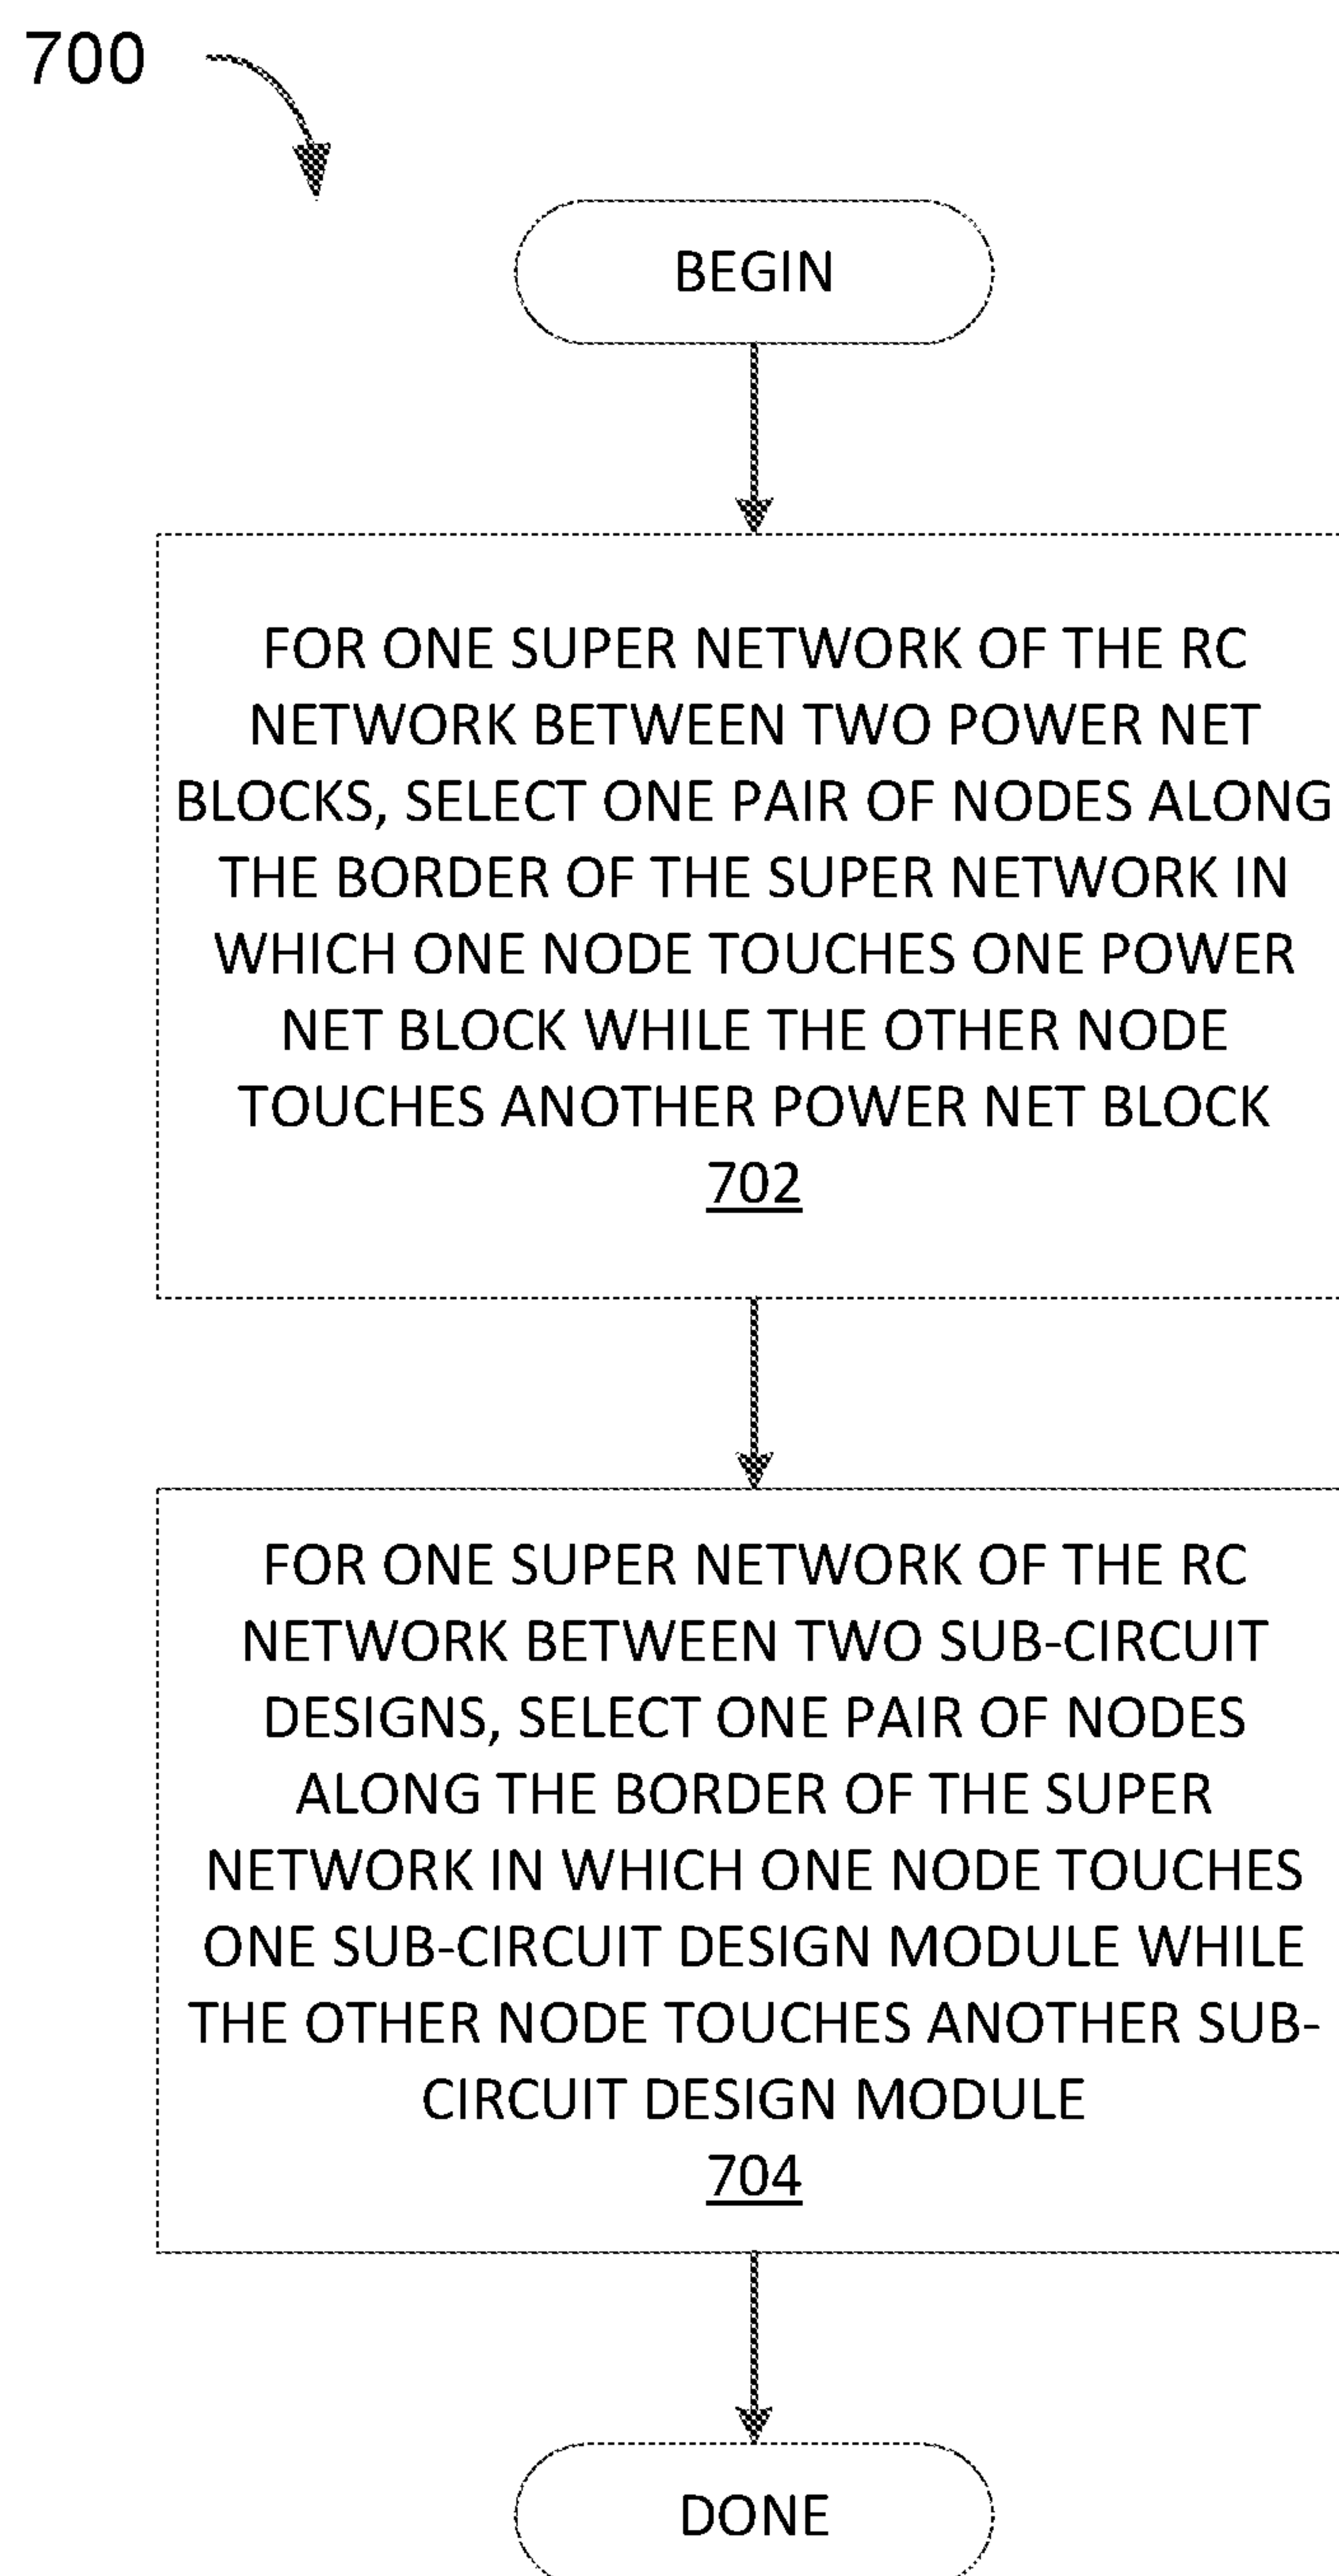 700
BEGIN
FOR ONE SUPER NETWORK OF THE RC
NETWORK BETWEEN TWO POWER NET
BLOCKS, SELECT ONE PAIR OF NODES ALONG
THE BORDER OF THE SUPER NETWORK IN
WHICH ONE NODE TOUCHES ONE POWER
NET BLOCK WHILE THE OTHER NODE
TOUCHES ANOTHER POWER NET BLOCK
702
FOR ONE SUPER NETWORK OF THE RC
NETWORK BETWEEN TWO SUB-CIRCUIT
DESIGNS, SELECT ONE PAIR OF NODES
ALONG THE BORDER OF THE SUPER
NETWORK IN WHICH ONE NODE TOUCHES
ONE SUB-CIRCUIT DESIGN MODULE WHILE
THE OTHER NODE TOUCHES ANOTHER SUB-
CIRCUIT DESIGN MODULE
704
DONE